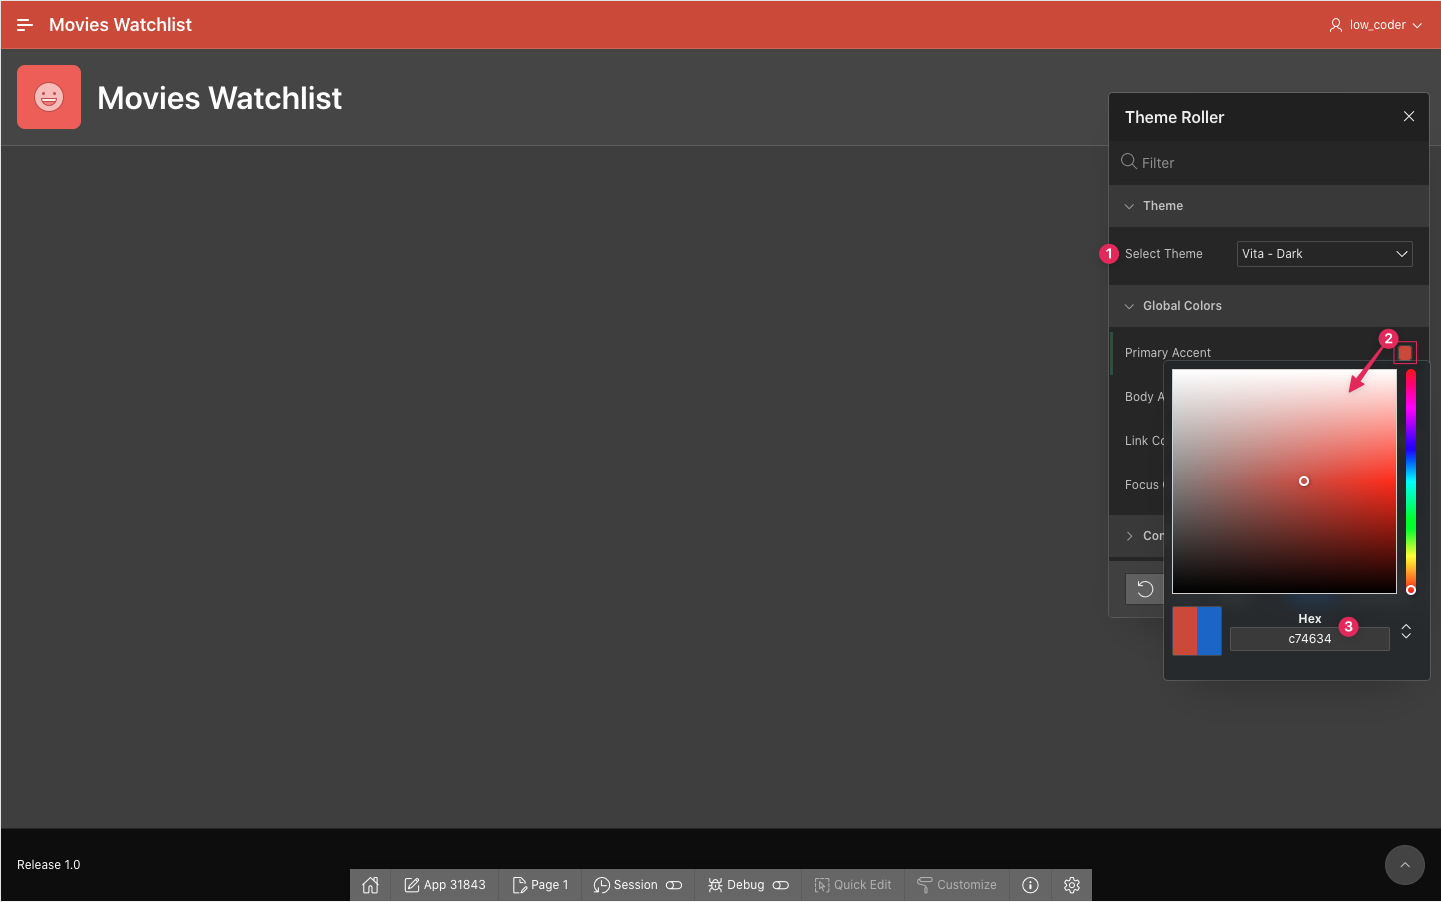 Movies Watchlist
low_coder
Movies Watchlist
Theme Roller
Filter
Theme
1
Select Theme
Vita - Dark
Global Colors
2
Primary Accent
Body A
Link Co
Focus
Con
Hex
3
c74634
Release 1.0
App 31843
Page 1
Session
Debug
Quick Edit
Customize